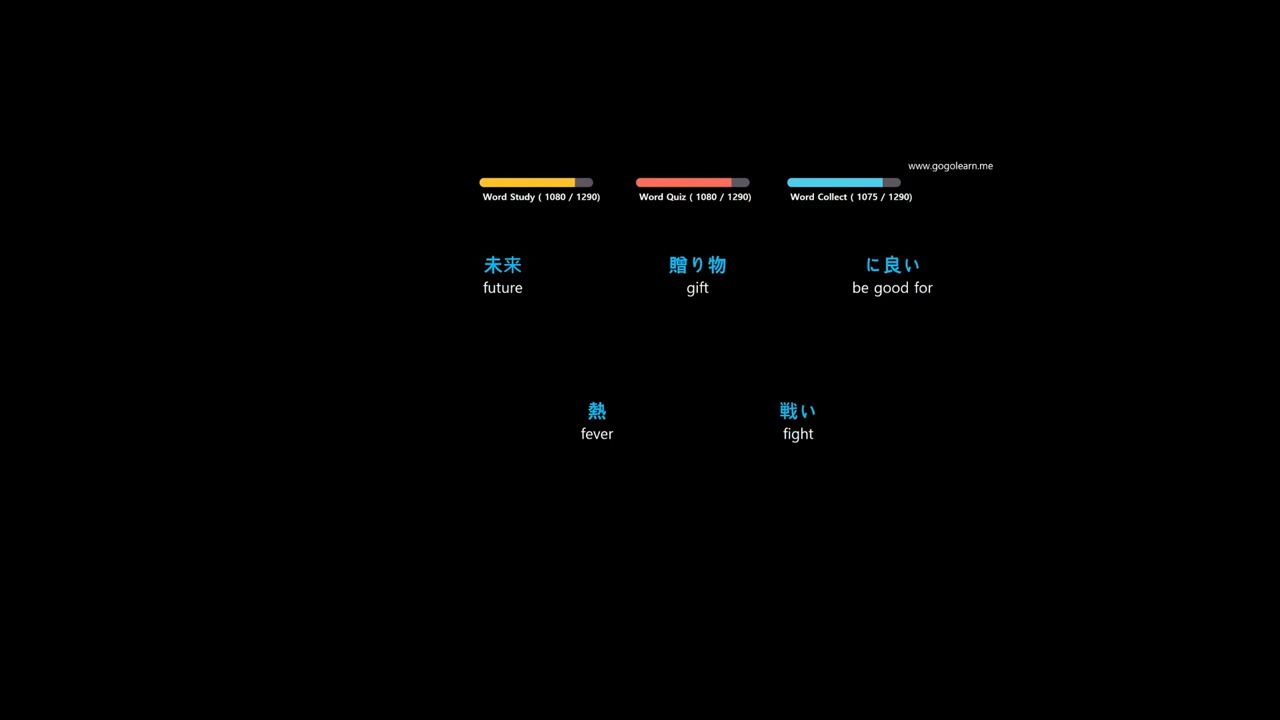 www.gogolearn.me
Word Study ( 1080 / 1290)
Word Quiz ( 1080 / 1290)
Word Collect ( 1075 / 1290)
未来
future
贈り物
gift
に良い
be good for
熱
fever
戦い
fight